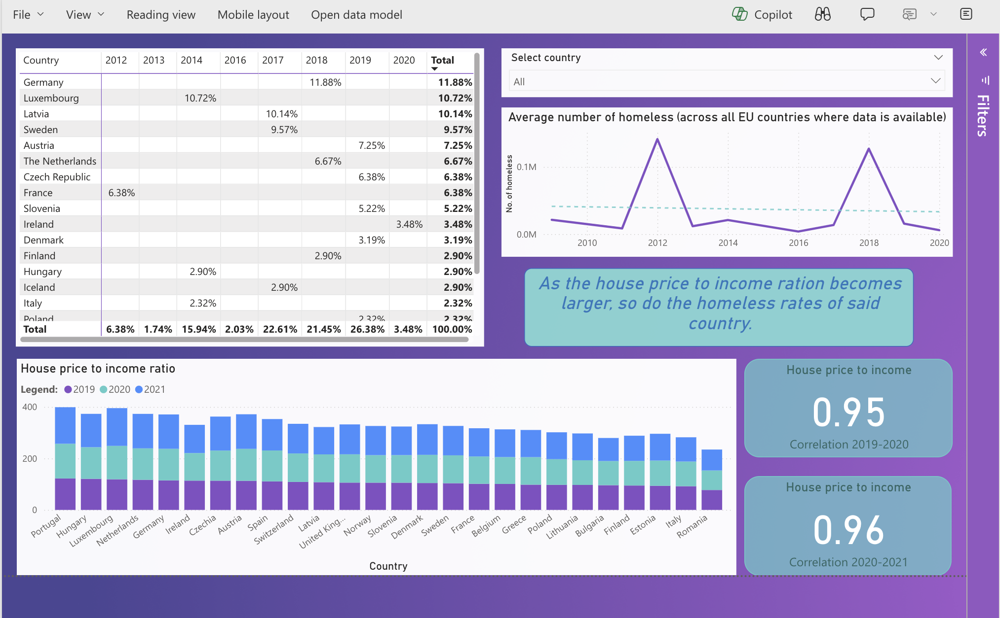 File View Reading view Mobile layout Open data model Copilot
Country 2012 2013 2014 2016 2017 2018 2019 2020 Total
Germany 11.88% 11.88%
Luxembourg 10.72% 10.72%
Latvia 10.14% 10.14%
Sweden 9.57% 9.57%
Austria 7.25% 7.25%
The Netherlands 6.67% 6.67%
Czech Republic 6.38% 6.38%
France 6.38% 6.38%
Slovenia 5.22% 5.22%
Ireland 3.48% 3.48%
Denmark 3.19% 3.19%
Finland 2.90% 2.90%
Hungary 2.90% 2.90%
Iceland 2.90% 2.90%
Italy 2.32% 2.32%
Poland 2.32% 2.32%
Total 6.38% 1.74% 15.94% 2.03% 22.61% 21.45% 26.38% 3.48% 100.00%
Select country
All
Filters
Average number of homeless (across all EU countries where data is available)
No. of homeless
0.1M
0.0M
2010 2012 2014 2016 2018 2020
As the house price to income ration becomes
larger, so do the homeless rates of said
country.
House price to income ratio
Legend: 2019 2020 2021
400
200
0
Portugal Hungary Luxembourg Netherlands Germany Ireland Czechia Austria Spain Switzerland Latvia United King... Norway Slovenia Denmark Sweden France Belgium Greece Poland Lithuania Bulgaria Finland Estonia Italy Romania
Country
House price to income
0.95
Correlation 2019-2020
House price to income
0.96
Correlation 2020-2021